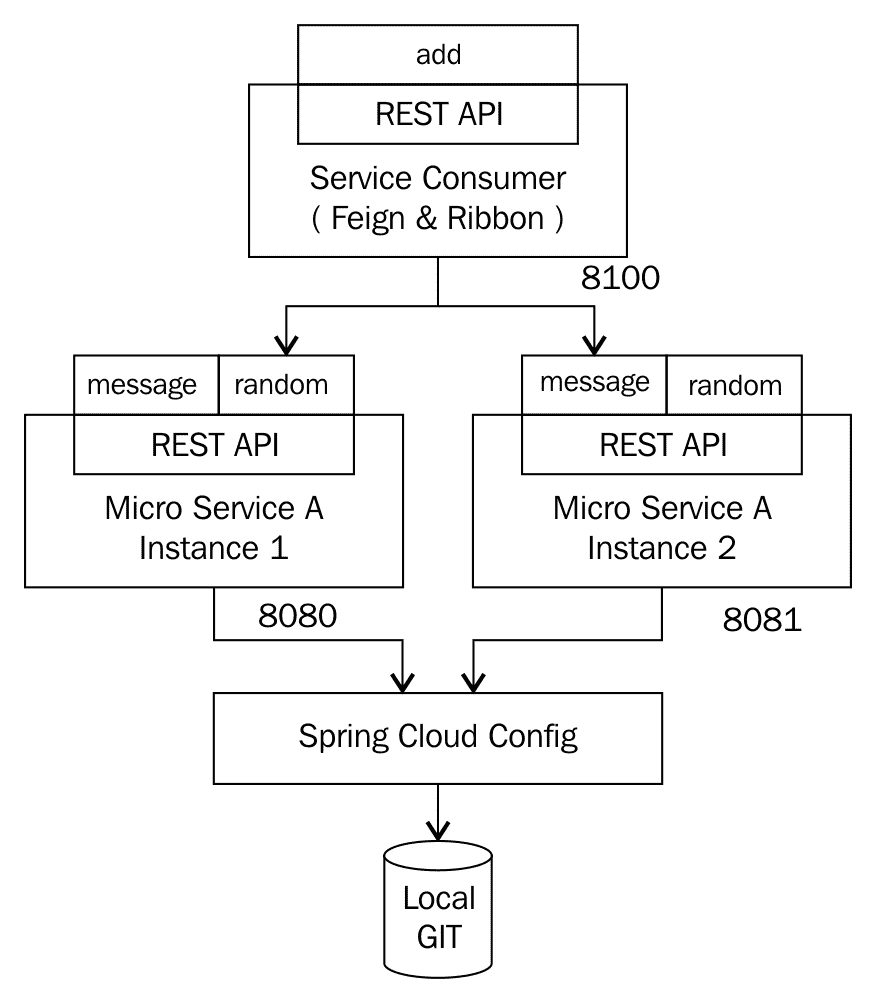 add
REST API
Service Consumer
( Feign & Ribbon )
8100
message random
REST API
Micro Service A
Instance 1
8080
message random
REST API
Micro Service A
Instance 2
8081
Spring Cloud Config
Local
GIT